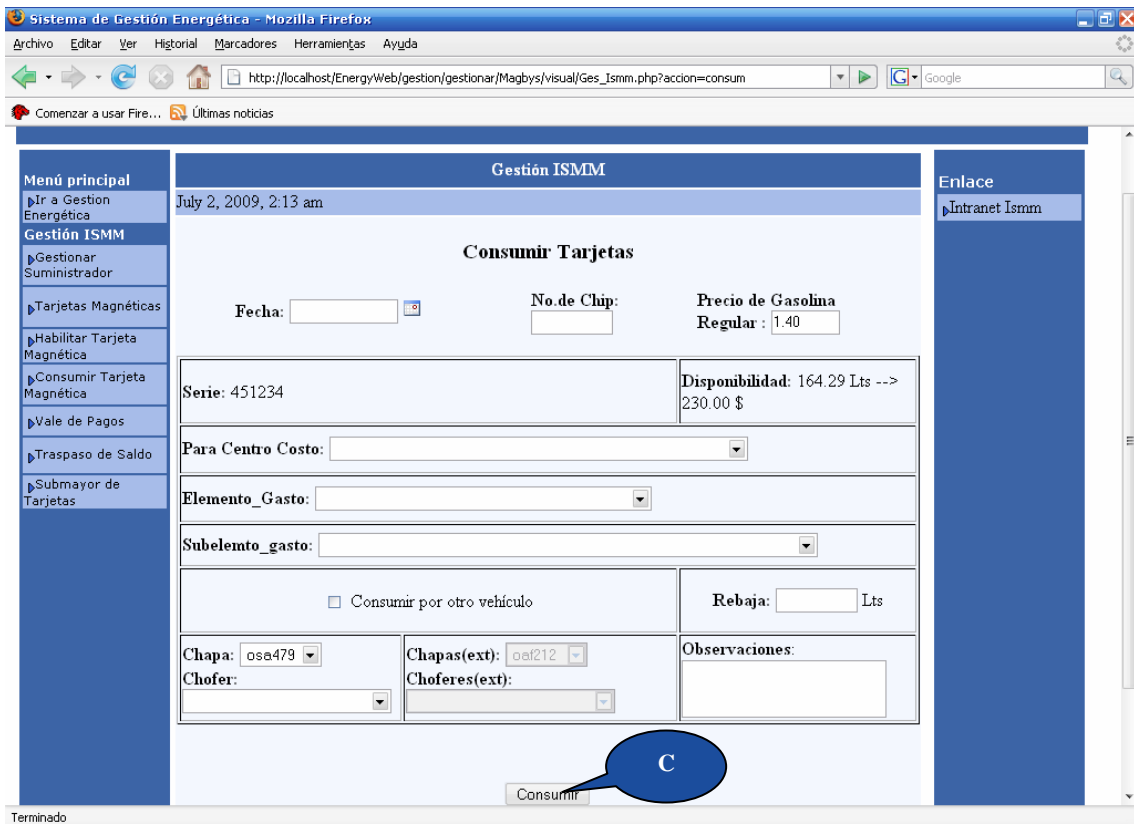 Sistema de Gestión Energética - Mozilla Firefox
Archivo Editar Ver Historial Marcadores Herramientas Ayuda
http://localhost/EnergyWeb/gestion/gestionar/Magbys/visual/Ges_Ismm.php?accion=consum
G Google
Comenzar a usar Fire... Últimas noticias
Menú principal
Ir a Gestion
Energética
Gestión ISMM
Gestionar
Suministrador
Tarjetas Magnéticas
Habilitar Tarjeta
Magnética
Consumir Tarjeta
Magnética
Vale de Pagos
Traspaso de Saldo
Submayor de
Tarjetas
Gestión ISMM
July 2, 2009, 2:13 am
Consumir Tarjetas
Fecha:
No.de Chip:
Precio de Gasolina
Regular : 1.40
Serie: 451234
Disponibilidad: 164.29 Lts -->
230.00 $
Para Centro Costo:
Elemento_Gasto:
Subelemto_gasto:
Consumir por otro vehículo
Rebaja: Lts
Chapa: osa479
Chofer:
Chapas(ext): oaf212
Choferes(ext):
Observaciones:
C
Consumir
Enlace
Intranet Ismm
Terminado